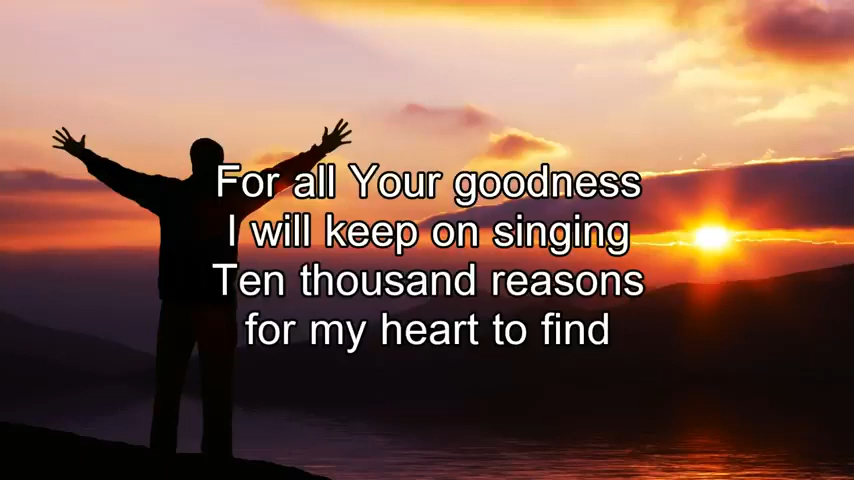 For all Your goodness
I will keep on singing
Ten thousand reasons
for my heart to find